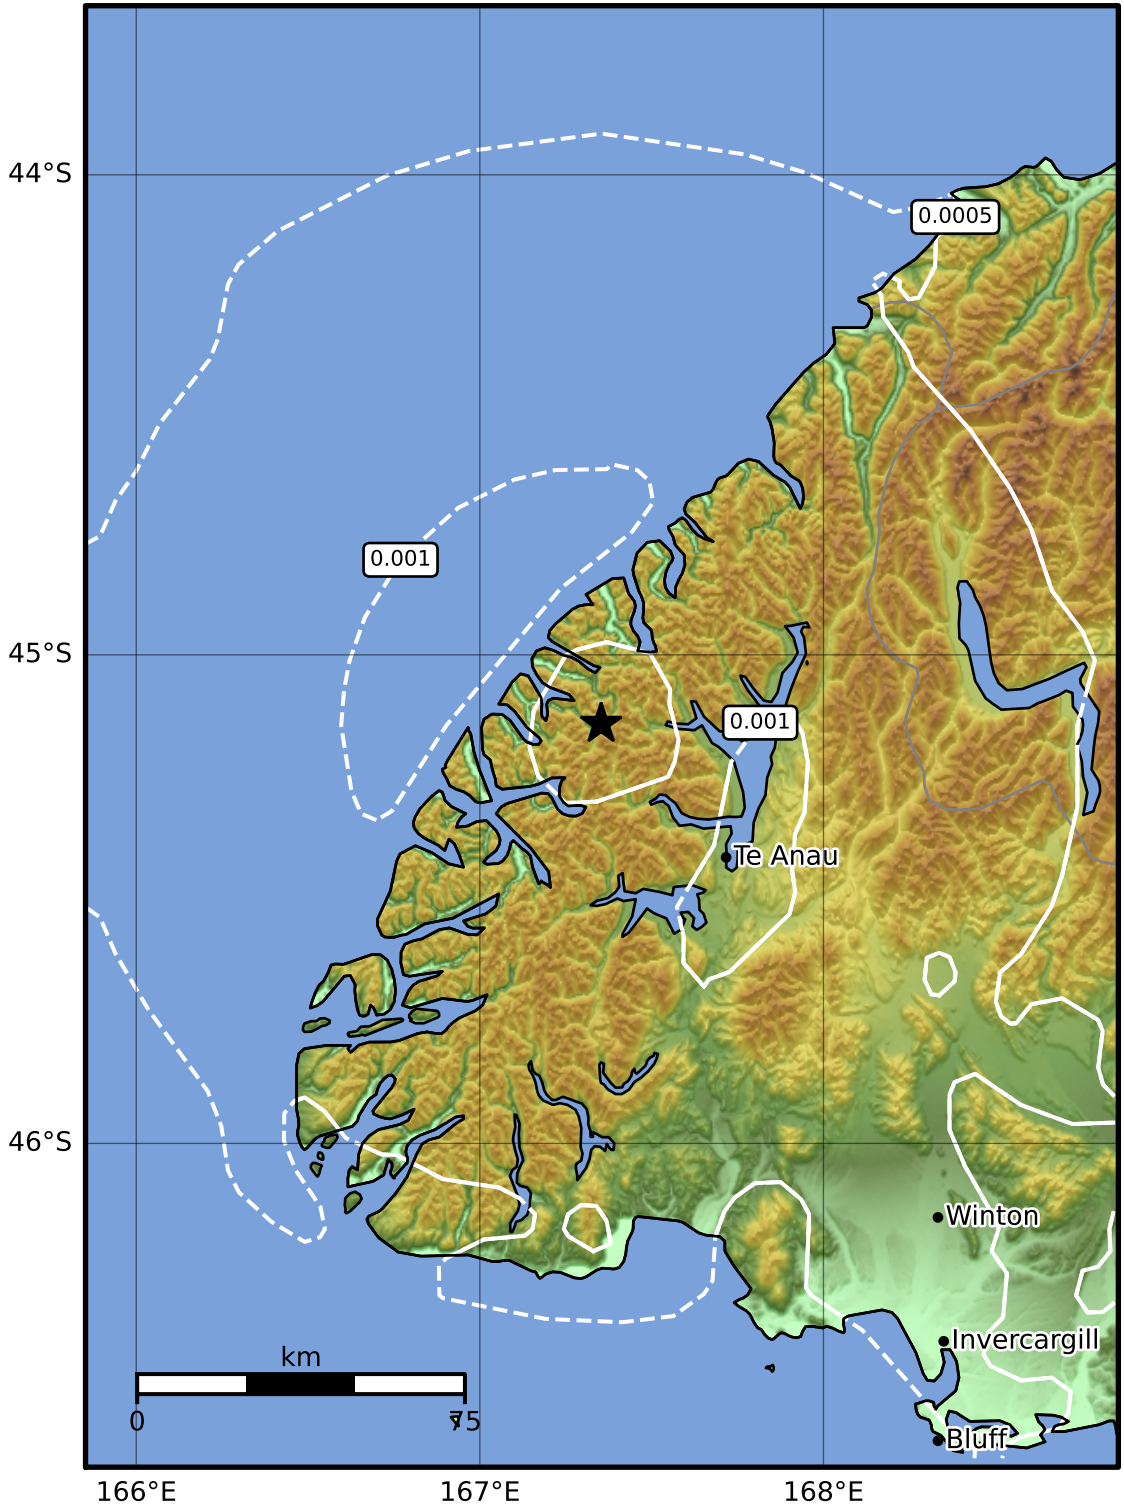 44°S
0.0005
0.001
45°S
0.001
Te Anau
46°S
Winton
Invercargill
km
0
75
Bluff
166°E
167°E
168°E